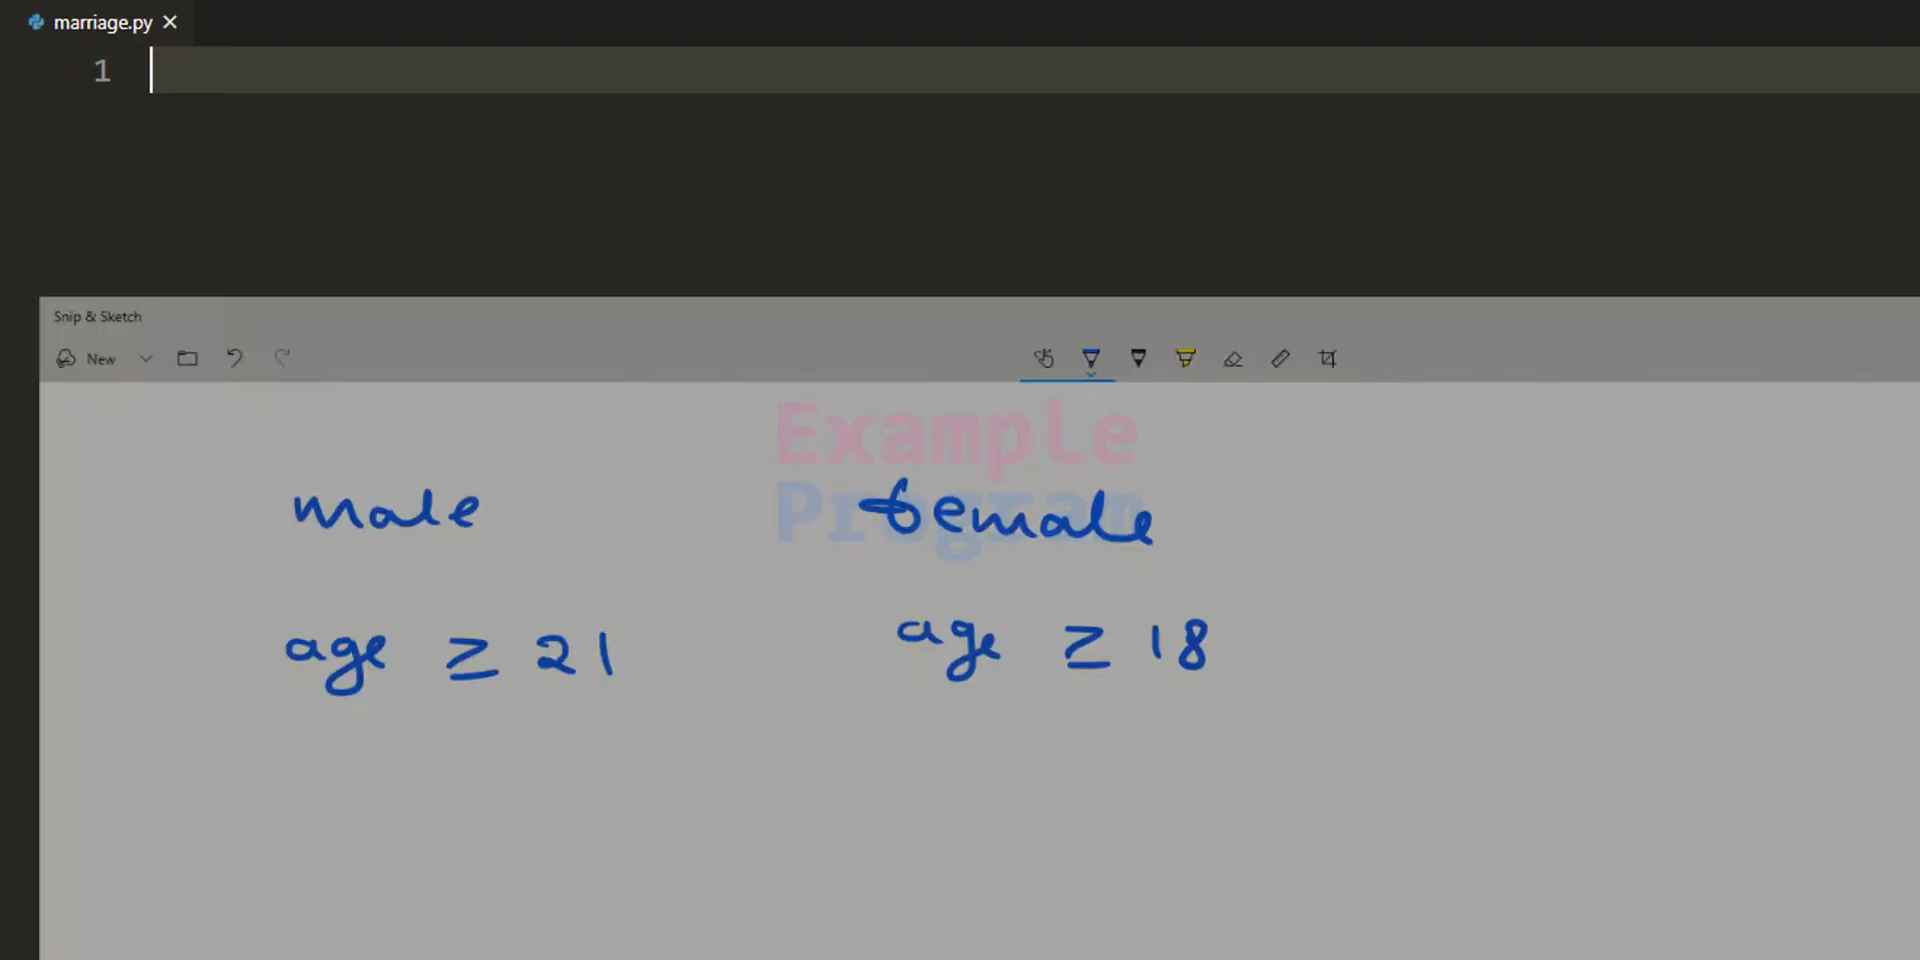 marriage.py
1
Snip & Sketch
New
Example
Program
male female
age ≥ 21 age ≥ 18